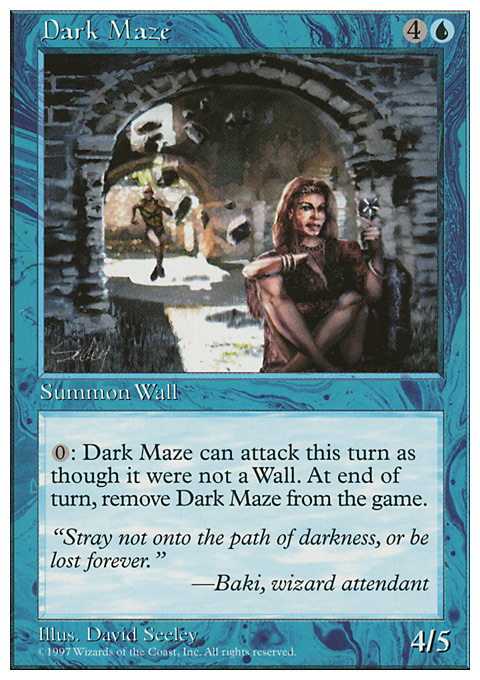 Dark Maze 4
Seeley
Summon Wall
0: Dark Maze can attack this turn as
though it were not a Wall. At end of
turn, remove Dark Maze from the game.
“Stray not onto the path of darkness, or be
lost forever.”
—Baki, wizard attendant
Illus. David Seeley
©1997 Wizards of the Coast, Inc. All rights reserved.
4/5